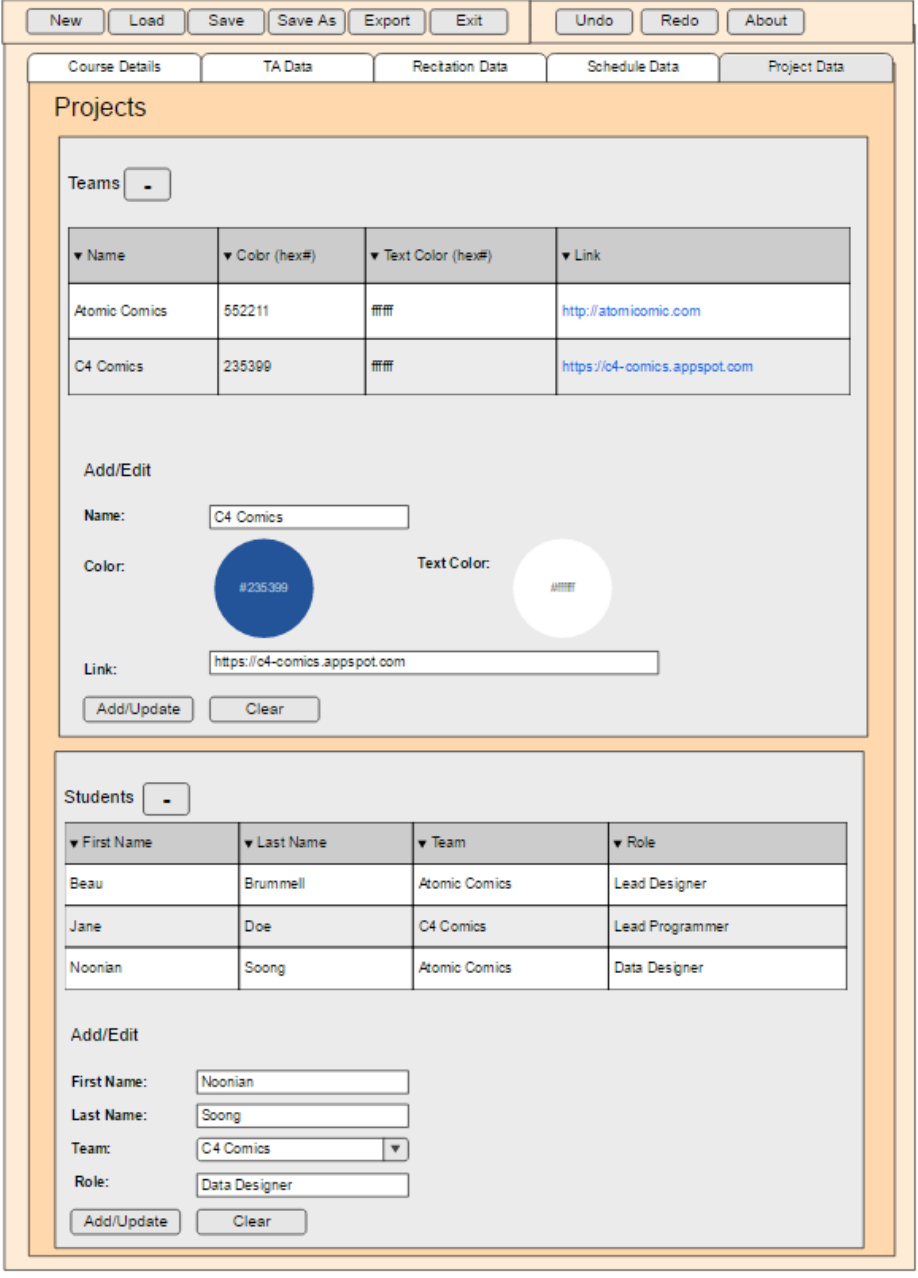 New Load Save Save As Export Exit Undo Redo About
Course Details TA Data Recitation Data Schedule Data Project Data
Projects
Teams -
▼ Name ▼ Color (hex#) ▼ Text Color (hex#) ▼ Link
Atomic Comics 552211 ffffff http://atomicomic.com
C4 Comics 235399 ffffff https://c4-comics.appspot.com
Add/Edit
Name: C4 Comics
Color: #235399 Text Color: #ffffff
Link: https://c4-comics.appspot.com
Add/Update Clear
Students -
▼ First Name ▼ Last Name ▼ Team ▼ Role
Beau Brummell Atomic Comics Lead Designer
Jane Doe C4 Comics Lead Programmer
Noonian Soong Atomic Comics Data Designer
Add/Edit
First Name: Noonian
Last Name: Soong
Team: C4 Comics ▼
Role: Data Designer
Add/Update Clear